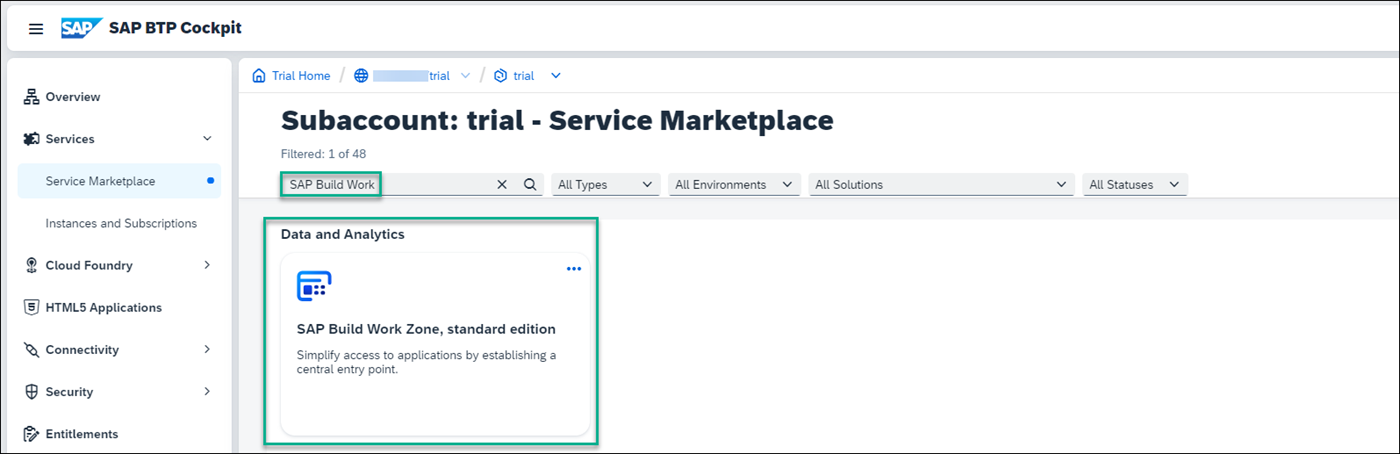 SAP SAP BTP Cockpit
Overview
Services
Service Marketplace
Instances and Subscriptions
Cloud Foundry
HTML5 Applications
Connectivity
Security
Entitlements
Trial Home / trial / trial
Subaccount: trial - Service Marketplace
Filtered: 1 of 48
SAP Build Work All Types All Environments All Solutions All Statuses
Data and Analytics
SAP Build Work Zone, standard edition
Simplify access to applications by establishing a
central entry point.